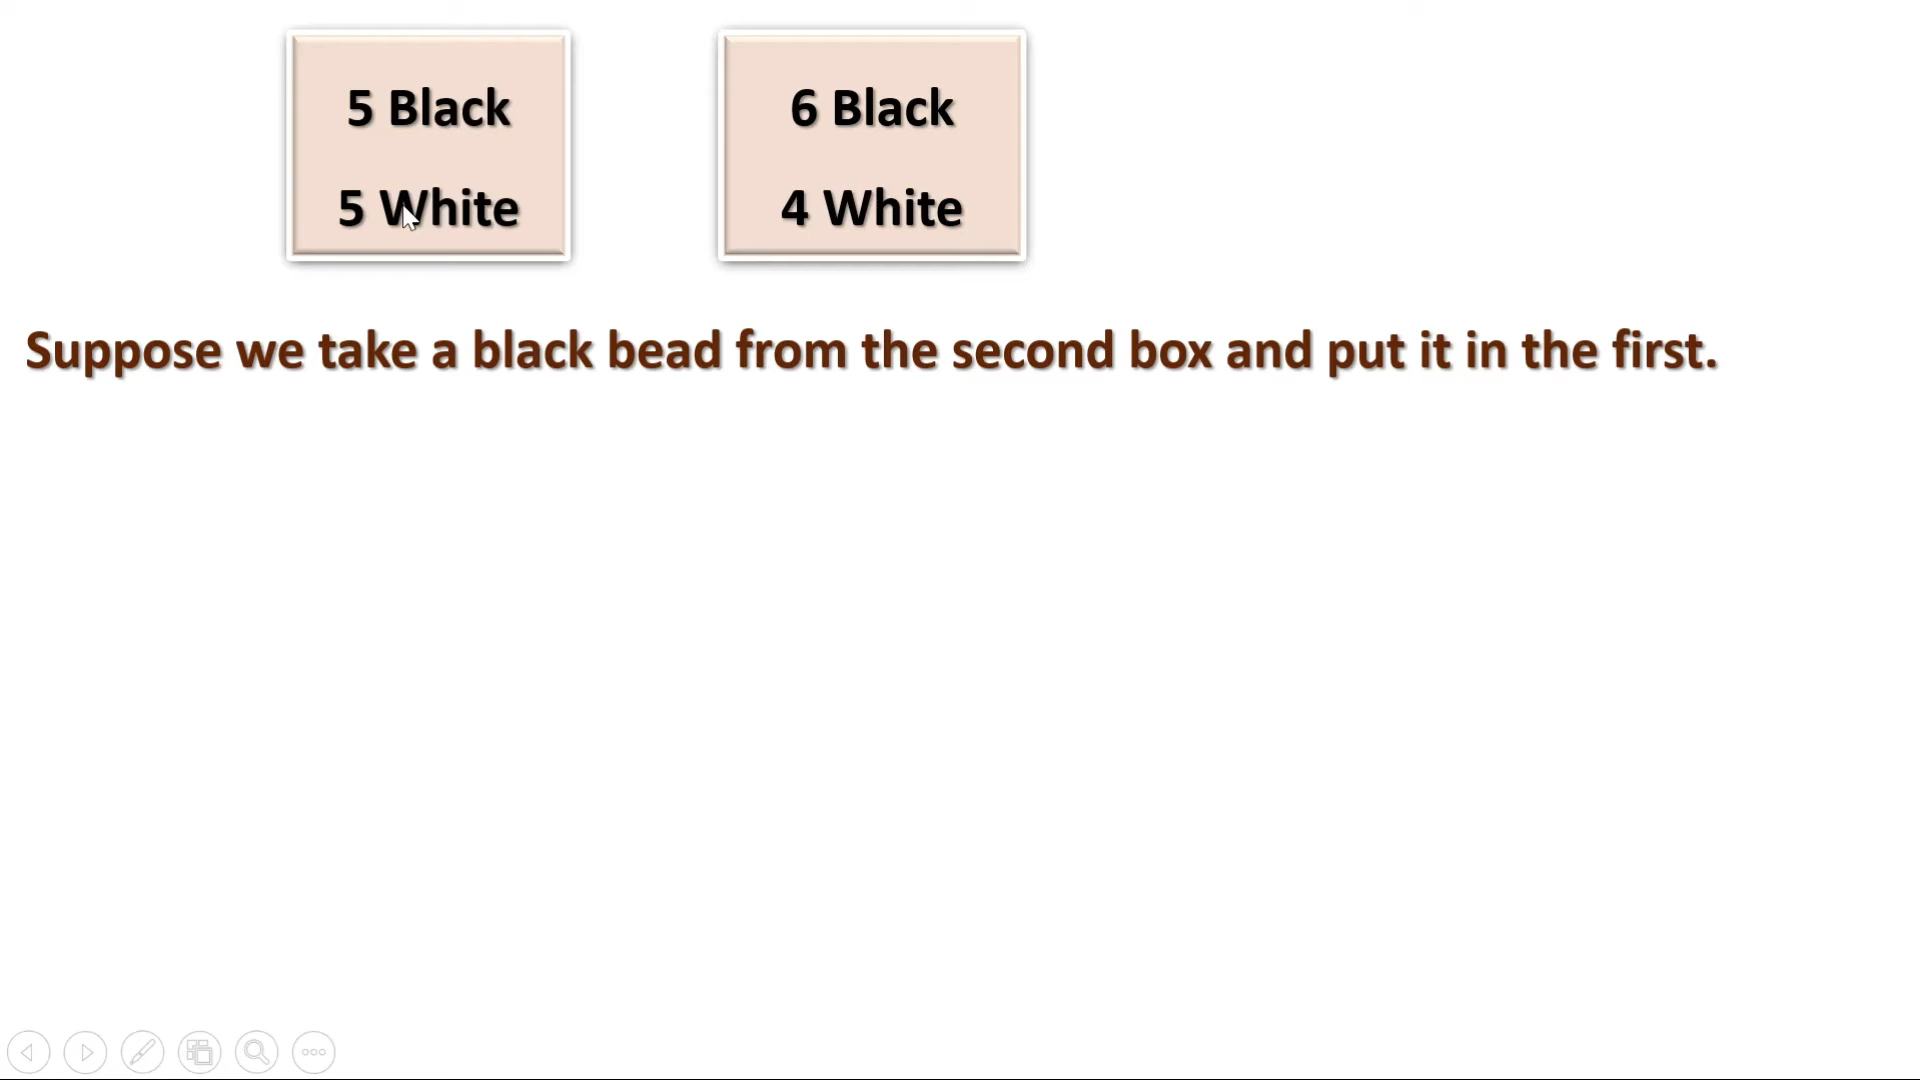 5 Black
5 White
6 Black
4 White
Suppose we take a black bead from the second box and put it in the first.